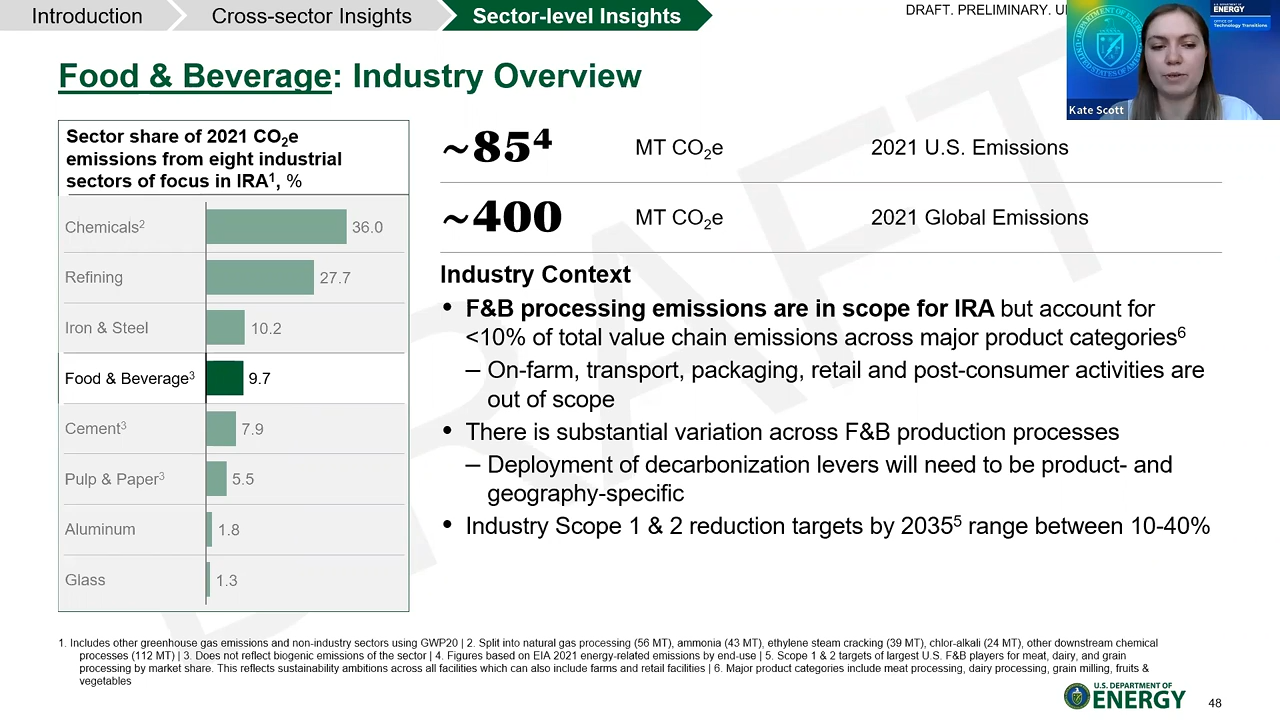 Introduction
Cross-sector Insights
Sector-level Insights
DRAFT. PRELIMINARY.
U.S. DEPARTMENT OF
ENERGY
OFFICE OF
Technology Transitions
Kate Scott
Food & Beverage: Industry Overview
Sector share of 2021 CO₂e
emissions from eight industrial
sectors of focus in IRA¹, %
Chemicals² 36.0
Refining 27.7
Iron & Steel 10.2
Food & Beverage³ 9.7
Cement³ 7.9
Pulp & Paper³ 5.5
Aluminum 1.8
Glass 1.3
~85⁴ MT CO₂e 2021 U.S. Emissions
~400 MT CO₂e 2021 Global Emissions
Industry Context
• F&B processing emissions are in scope for IRA but account for
<10% of total value chain emissions across major product categories⁶
– On-farm, transport, packaging, retail and post-consumer activities are
out of scope
• There is substantial variation across F&B production processes
– Deployment of decarbonization levers will need to be product- and
geography-specific
• Industry Scope 1 & 2 reduction targets by 2035⁵ range between 10-40%
DRAFT
1. Includes other greenhouse gas emissions and non-industry sectors using GWP20 | 2. Split into natural gas processing (56 MT), ammonia (43 MT), ethylene steam cracking (39 MT), chlor-alkali (24 MT), other downstream chemical
processes (112 MT) | 3. Does not reflect biogenic emissions of the sector | 4. Figures based on EIA 2021 energy-related emissions by end-use | 5. Scope 1 & 2 targets of largest U.S. F&B players for meat, dairy, and grain
processing by market share. This reflects sustainability ambitions across all facilities which can also include farms and retail facilities | 6. Major product categories include meat processing, dairy processing, grain milling, fruits &
vegetables
U.S. DEPARTMENT OF
ENERGY
48